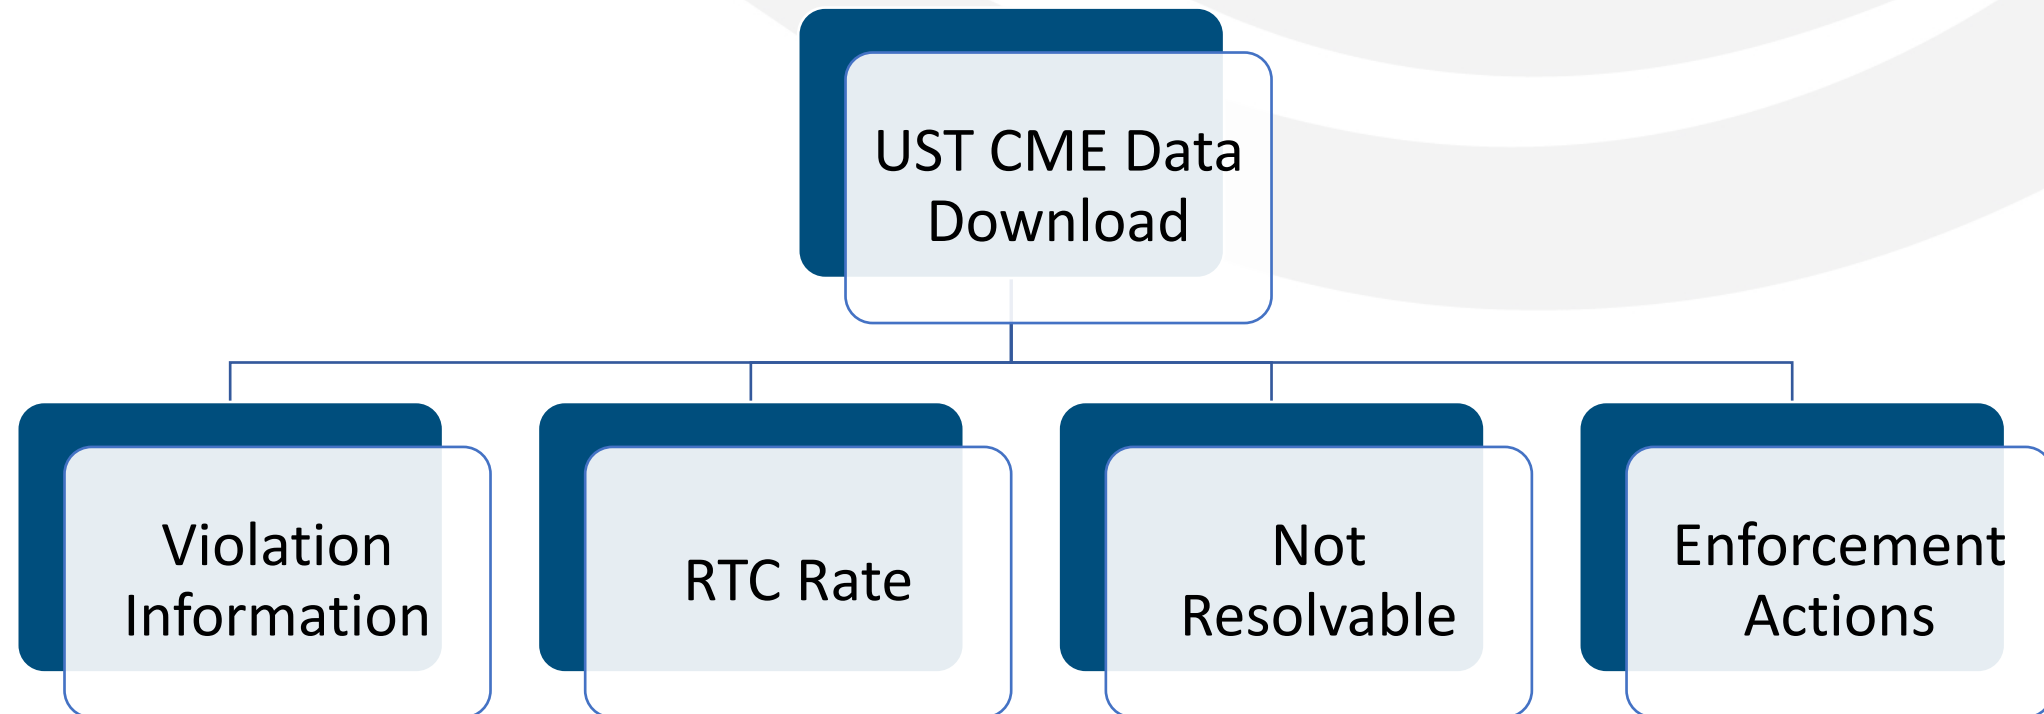 UST CME Data
Download
Violation
Information
RTC Rate
Not
Resolvable
Enforcement
Actions